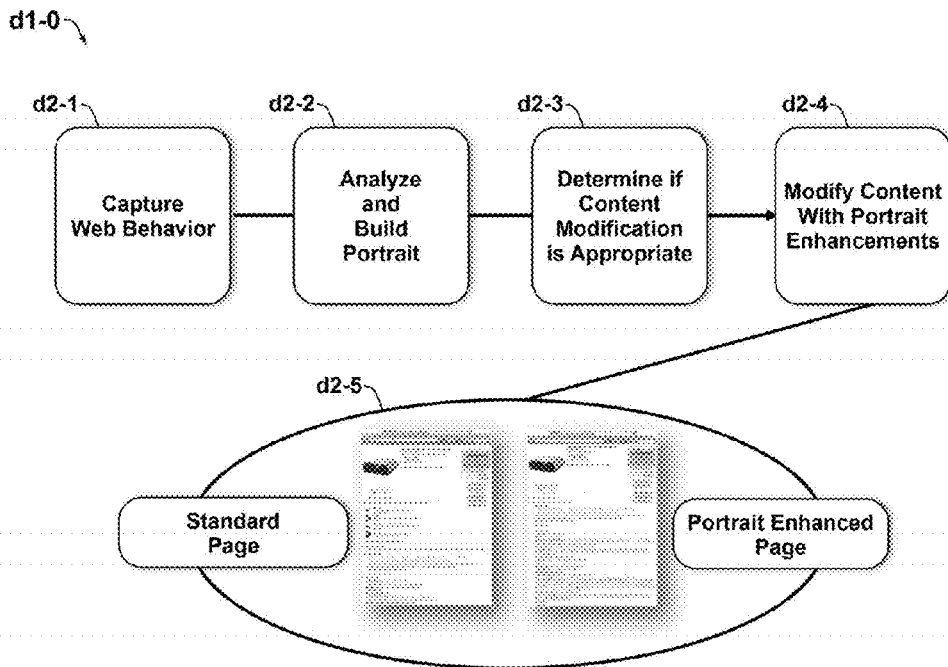 d1-0
d2-1
d2-2
d2-3
d2-4
Capture
Web Behavior
Analyze
and
Build
Portrait
Determine if
Content
Modification
is Appropriate
Modify Content
With Portrait
Enhancements
d2-5
Standard
Page
Portrait Enhanced
Page